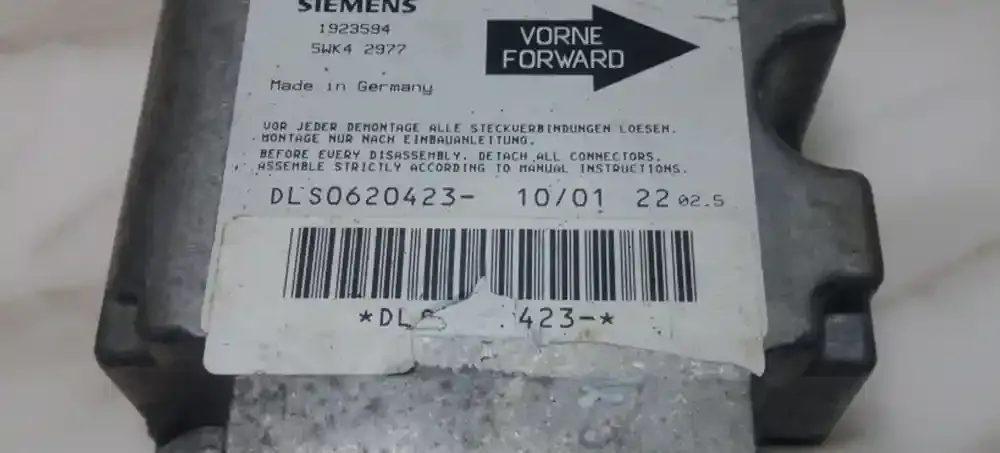 SIEMENS
1923594
5WK4 2977
VORNE
FORWARD
Made in Germany
VOR JEDER DEMONTAGE ALLE STECKVERBINDUNGEN LOESEN.
MONTAGE NUR NACH EINBAUANLEITUNG.
BEFORE EVERY DISASSEMBLY. DETACH ALL CONNECTORS.
ASSEMBLE STRICTLY ACCORDING TO MANUAL INSTRUCTIONS.
DLS0620423- 10/01 22 02.5
*DLS 423-*